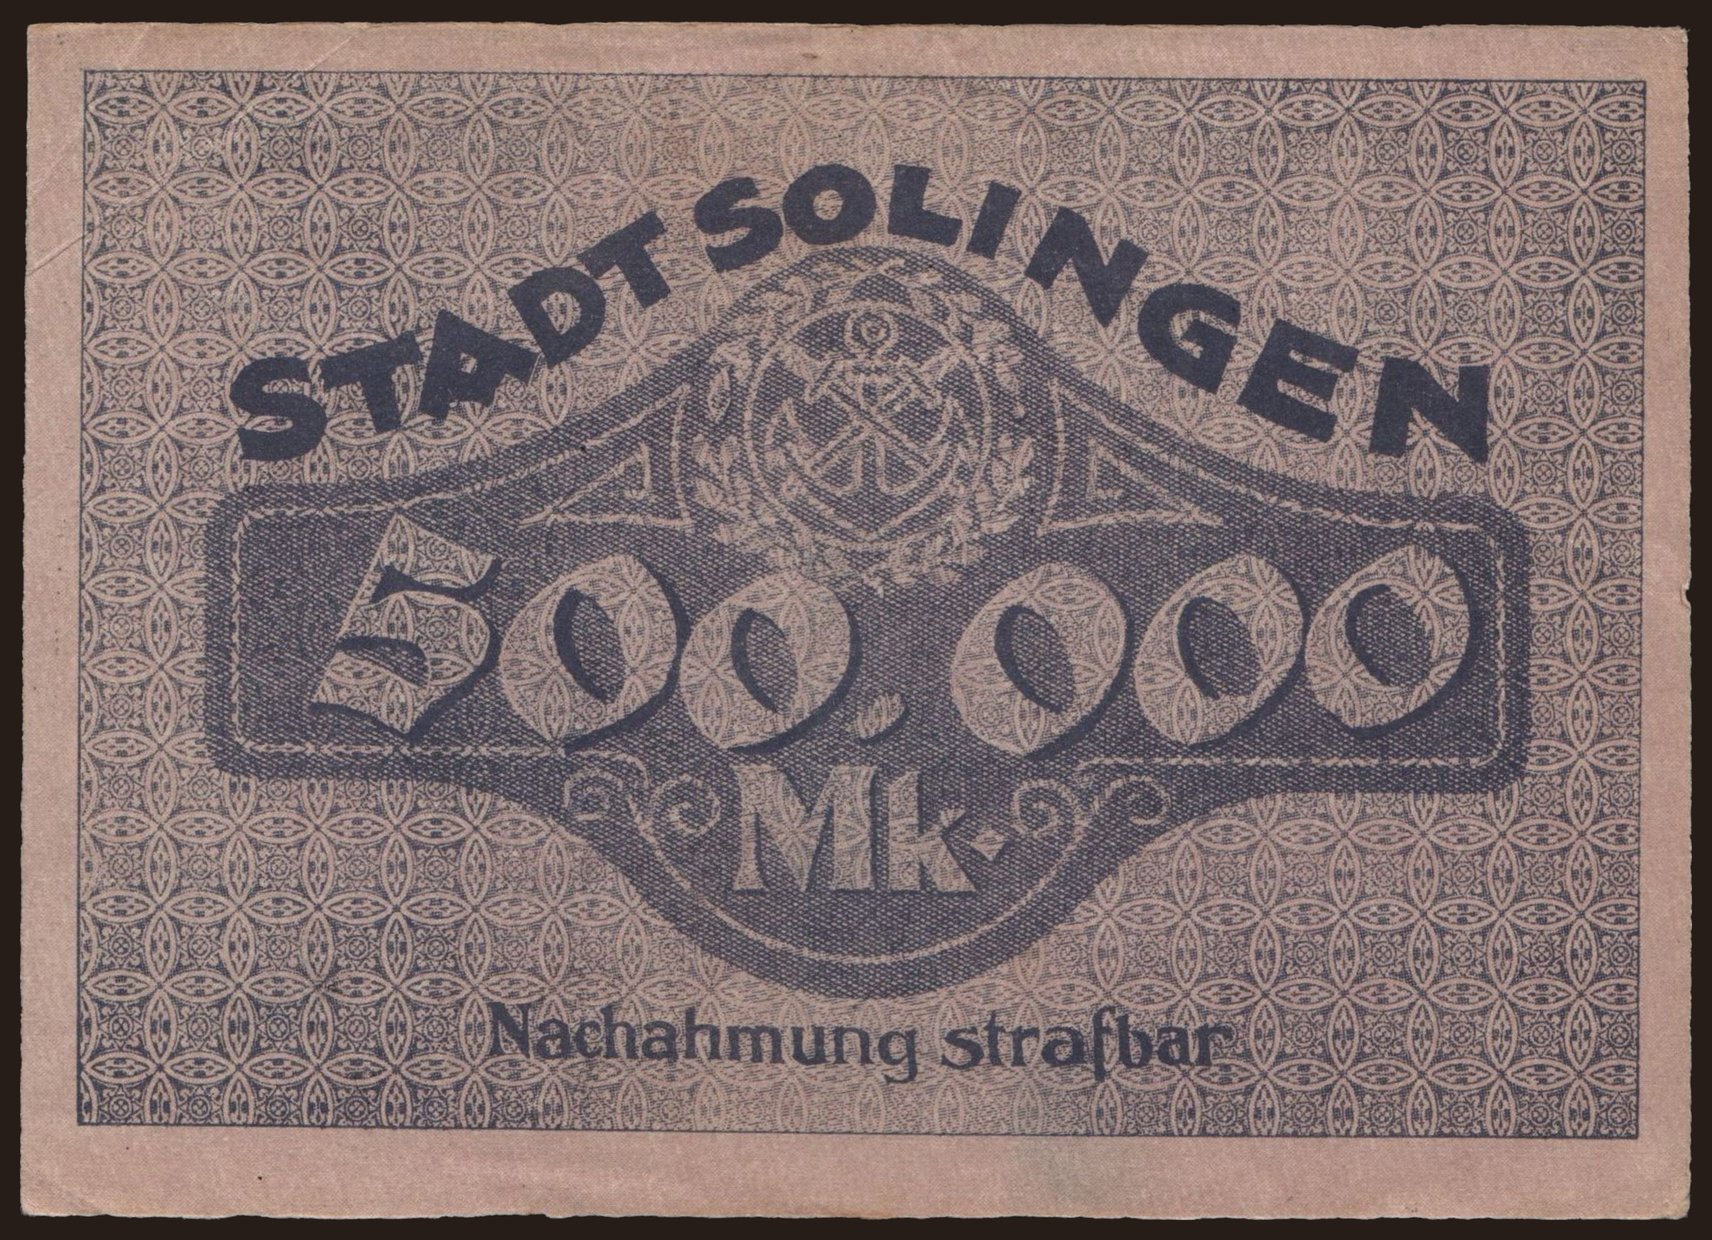 STADT SOLINGEN
500.000
Mk.
Nachahmung strafbar